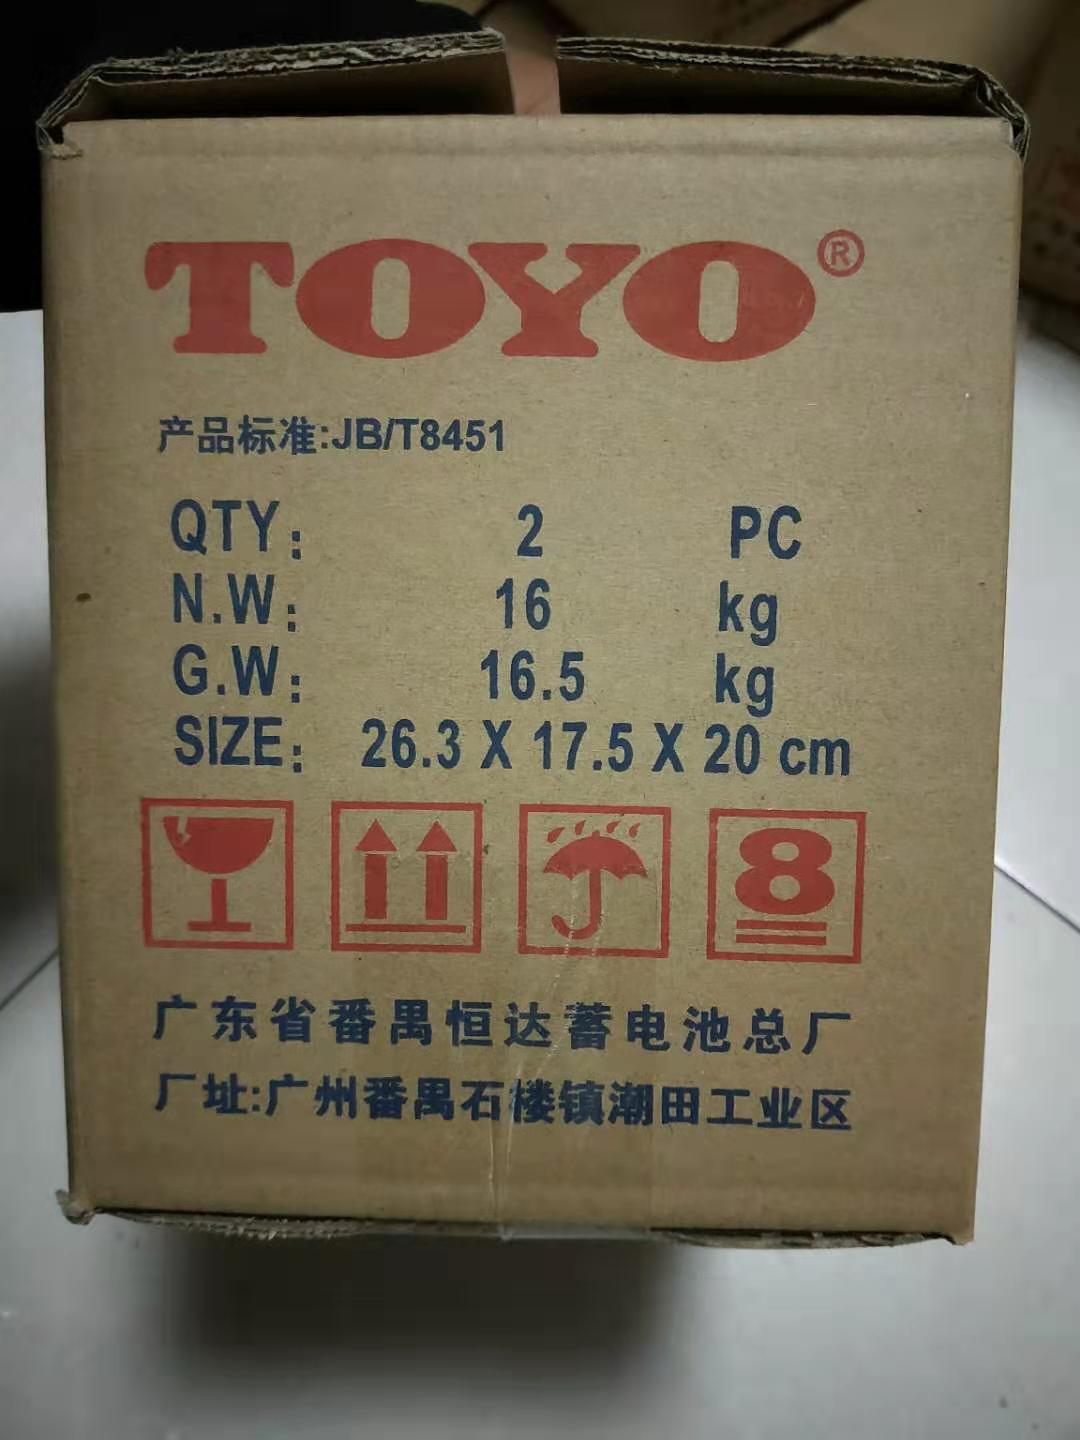 TOYO®
产品标准:JB/T8451
QTY: 2 PC
N.W: 16 kg
G.W: 16.5 kg
SIZE: 26.3 X 17.5 X 20 cm
8
广东省番禺恒达蓄电池总厂
厂址:广州番禺石楼镇潮田工业区